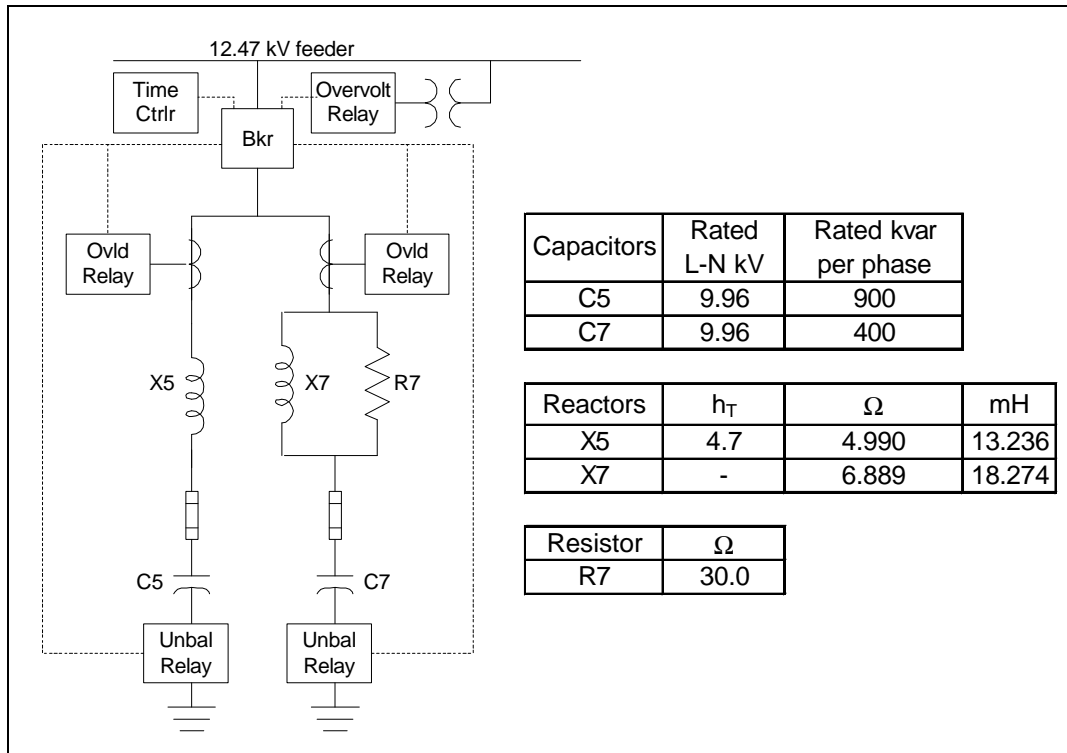 12.47 kV feeder
Time
Ctrlr
Overvolt
Relay
Bkr
Ovld
Relay
Ovld
Relay
X5
X7
R7
C5
C7
Unbal
Relay
Unbal
Relay
Capacitors Rated L-N kV Rated kvar per phase
C5 9.96 900
C7 9.96 400
Reactors hT Ω mH
X5 4.7 4.990 13.236
X7 - 6.889 18.274
Resistor Ω
R7 30.0